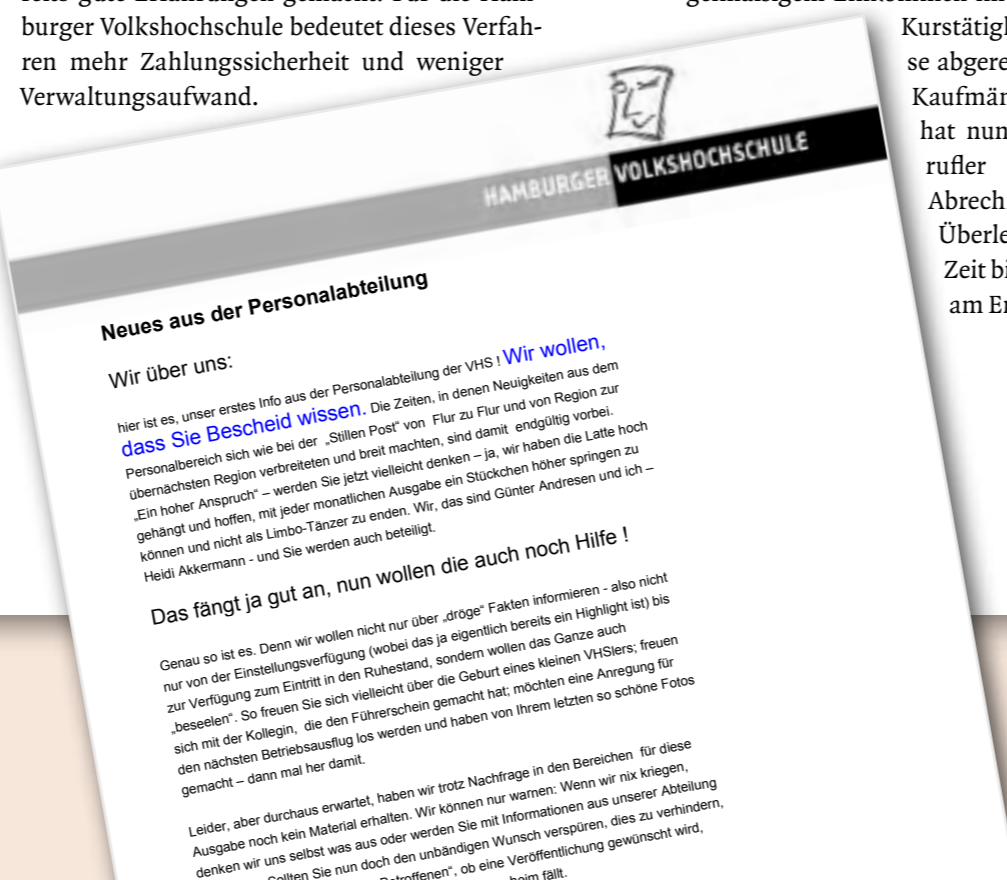 burger Volkshochschule bedeutet dieses Verfah-
ren mehr Zahlungssicherheit und weniger
Verwaltungsaufwand.
se abgere
hat nun
rufler
Abrech
Überle
Zeit bi
am Er
HAMBURGER VOLKSHOCHSCHULE
Neues aus der Personalabteilung
Wir über uns:
hier ist es, unser erstes Info aus der Personalabteilung der VHS ! Wir wollen,
dass Sie Bescheid wissen. Die Zeiten, in denen Neuigkeiten aus dem
Personalbereich sich wie bei der „Stillen Post“ von Flur zu Flur und von Region zur
übernächsten Region verbreiteten und breit machten, sind damit endgültig vorbei.
„Ein hoher Anspruch“ – werden Sie jetzt vielleicht denken – ja, wir haben die Latte hoch
gehängt und hoffen, mit jeder monatlichen Ausgabe ein Stückchen höher springen zu
können und nicht als Limbo-Tänzer zu enden. Wir, das sind Günter Andresen und ich –
Heidi Akkermann - und Sie werden auch beteiligt.
Das fängt ja gut an, nun wollen die auch noch Hilfe !
Genau so ist es. Denn wir wollen nicht nur über „dröge“ Fakten informieren - also nicht
nur von der Einstellungsverfügung (wobei das ja eigentlich bereits ein Highlight ist) bis
zur Verfügung zum Eintritt in den Ruhestand, sondern wollen das Ganze auch
„beseelen“. So freuen Sie sich vielleicht über die Geburt eines kleinen VHSlers; freuen
sich mit der Kollegin, die den Führerschein gemacht hat; möchten eine Anregung für
den nächsten Betriebsausflug los werden und haben von Ihrem letzten so schöne Fotos
gemacht – dann mal her damit.
Leider, aber durchaus erwartet, haben wir trotz Nachfrage in den Bereichen für diese
Ausgabe noch kein Material erhalten. Wir können nur warnen: Wenn wir nix kriegen,
denken wir uns selbst was aus oder werden Sie mit Informationen aus unserer Abteilung
Sollten Sie nun doch den unbändigen Wunsch verspüren, dies zu verhindern,
ob eine Veröffentlichung gewünscht wird,
fällt.